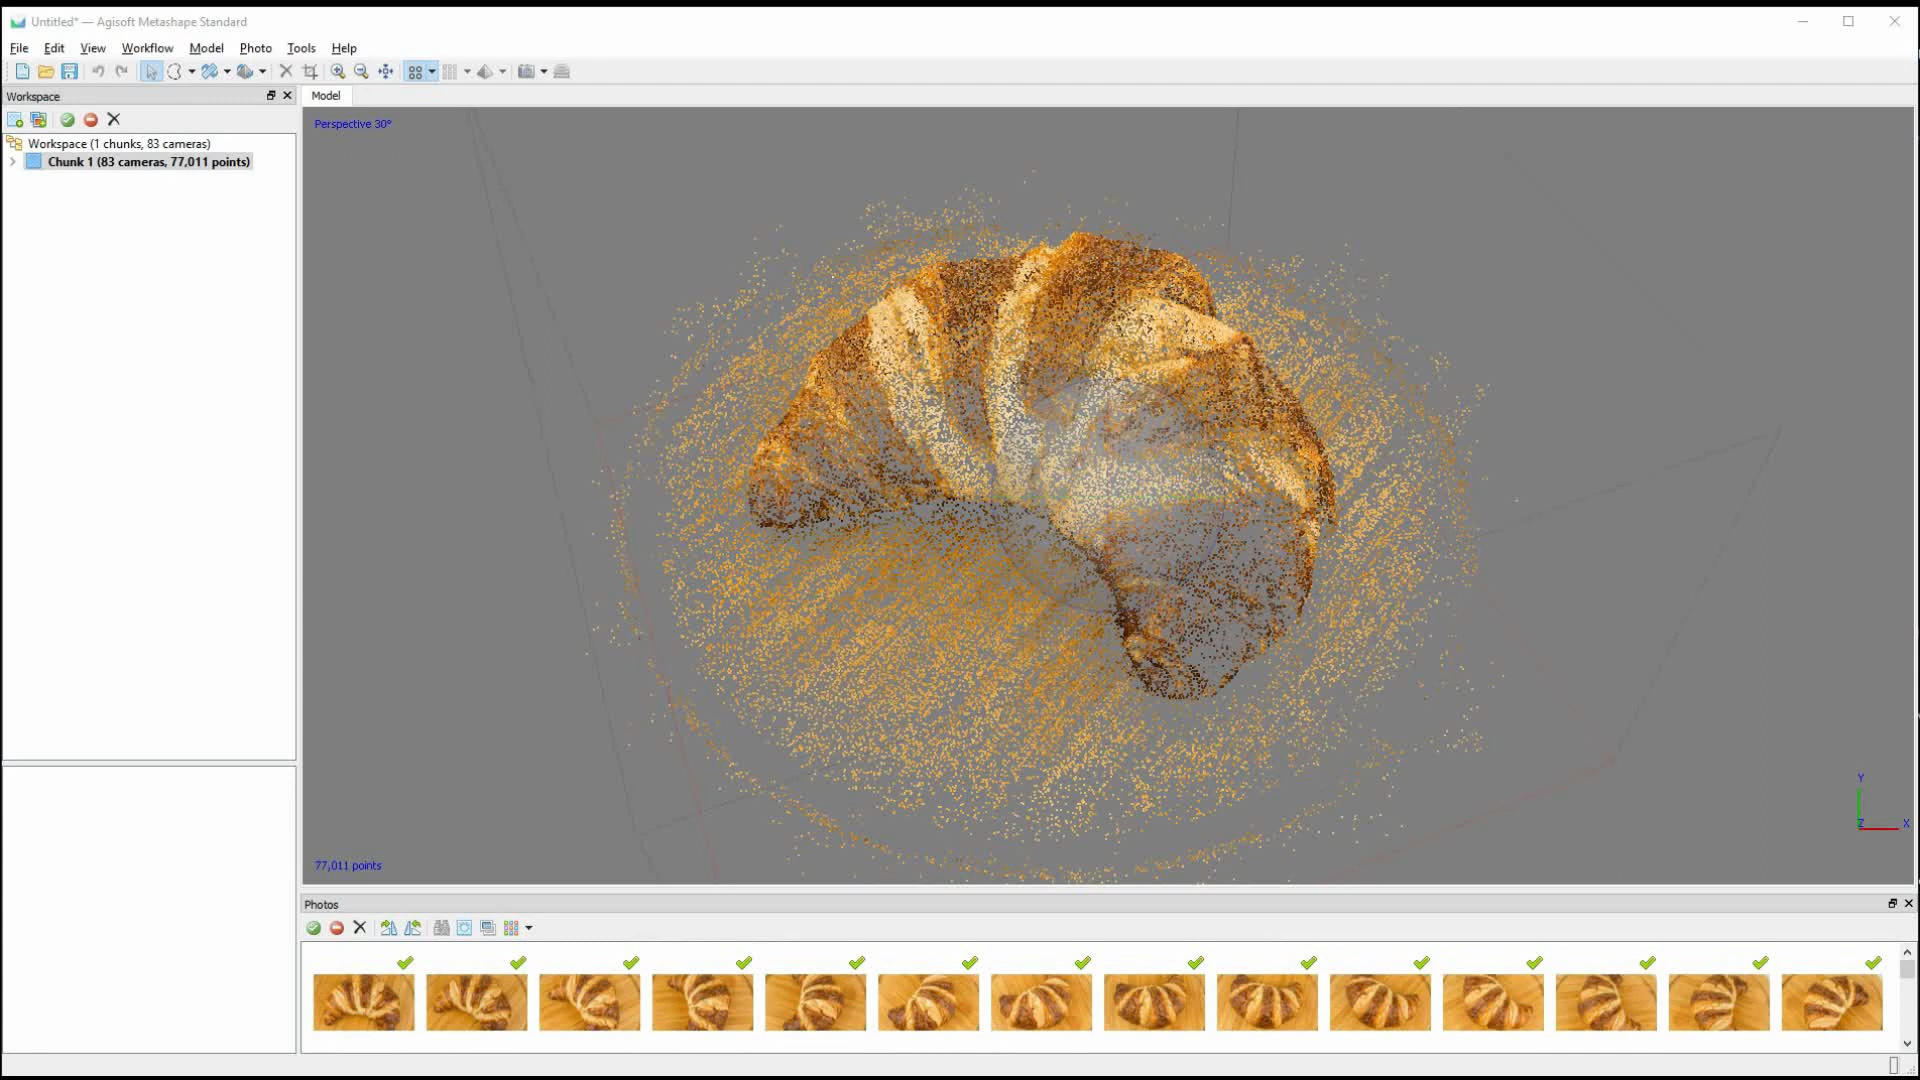 Untitled* — Agisoft Metashape Standard
File Edit View Workflow Model Photo Tools Help
Workspace
Model
Workspace (1 chunks, 83 cameras)
Chunk 1 (83 cameras, 77,011 points)
Perspective 30°
Y
Z X
77,011 points
Photos